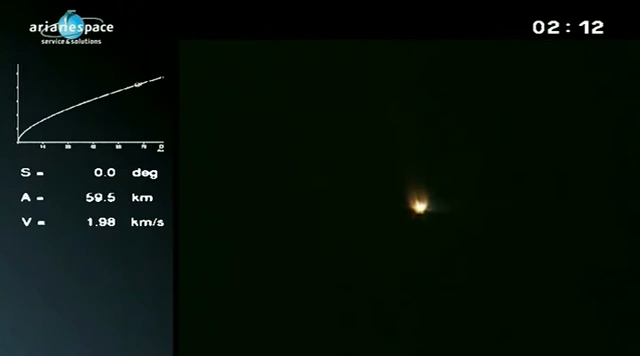 arianespace
service & solutions
02:12
S = 0.0 deg
A = 59.5 km
V = 1.98 km/s